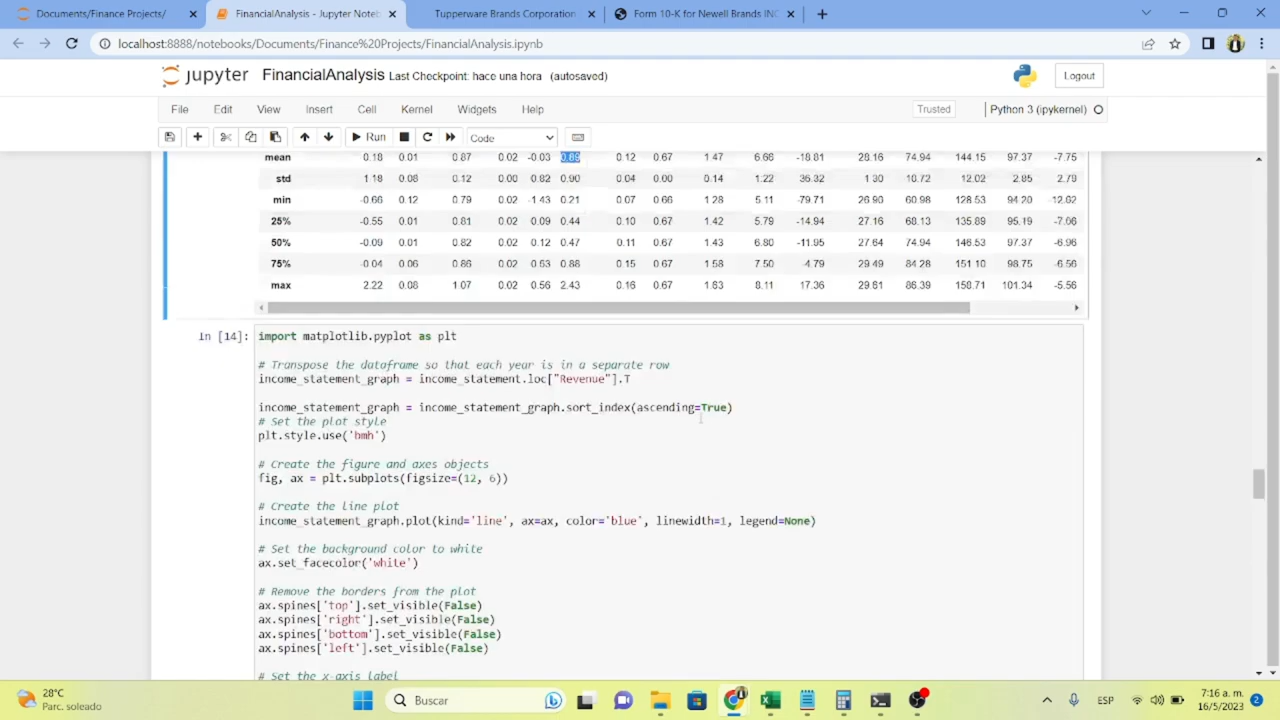 Documents/Finance Projects/
FinancialAnalysis - Jupyter Noteb
Tupperware Brands Corporation
Form 10-K for Newell Brands INC
localhost:8888/notebooks/Documents/Finance%20Projects/FinancialAnalysis.ipynb
jupyter FinancialAnalysis Last Checkpoint: hace una hora (autosaved)
Logout
File Edit View Insert Cell Kernel Widgets Help
Trusted Python 3 (ipykernel)
Run Code
mean 0.18 0.01 0.87 0.02 -0.03 0.89 0.12 0.67 1.47 6.66 -18.81 28.16 74.94 144.15 97.37 -7.75
std 1.18 0.08 0.12 0.00 0.82 0.90 0.04 0.00 0.14 1.22 1.30 12.02 2.85 2.79
min -0.66 0.12 0.79 0.02 -1.43 0.21 0.07 0.66 1.28 5.11 -79.71 26.90 60.98 128.53 94.20 -12.02
25% -0.55 0.01 0.81 0.02 0.09 0.44 0.10 0.67 1.42 5.79 -14.94 27.16 68.13 135.89 95.19 -7.66
50% -0.09 0.01 0.82 0.02 0.12 0.47 0.11 0.67 1.43 6.80 -11.95 27.64 74.94 146.53 97.37 -6.96
75% -0.04 0.06 0.86 0.02 0.53 0.88 0.15 0.67 1.58 7.50 -4.79 29.49 84.28 151.10 98.75 -6.56
max 2.22 0.08 1.07 0.02 0.56 2.43 0.16 0.67 1.63 8.11 17.36 29.61 101.34 -5.56
In [14]:
import matplotlib.pyplot as plt
# Transpose the dataframe so that each year is in a separate row
income_statement_graph = income_statement.loc["Revenue"].T
income_statement_graph = income_statement_graph.sort_index(ascending=True)
# Set the plot style
plt.style.use('bmh')
# Create the figure and axes objects
fig, ax = plt.subplots(figsize=(12, 6))
# Create the line plot
income_statement_graph.plot(kind='line', ax=ax, color='blue', linewidth=1, legend=None)
# Set the background color to white
ax.set_facecolor('white')
# Remove the borders from the plot
ax.spines['top'].set_visible(False)
ax.spines['right'].set_visible(False)
ax.spines['bottom'].set_visible(False)
ax.spines['left'].set_visible(False)
# Set the x-axis label
28°C
Parc. soleado
Buscar
ESP
7:16 a. m.
16/5/2023
2